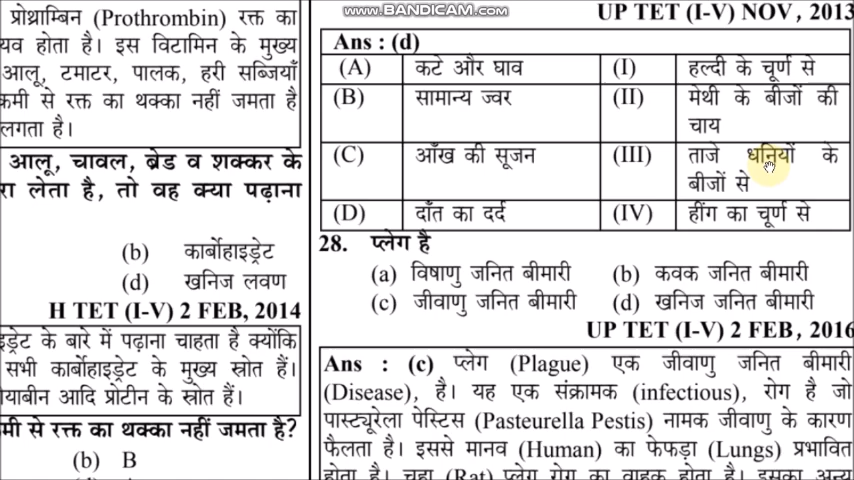 www.BANDICAM.com
प्रोथ्राम्बिन (Prothrombin) रक्त का
यव होता है। इस विटामिन के मुख्य
आलू, टमाटर, पालक, हरी सब्जियाँ
कमी से रक्त का थक्का नहीं जमता है
लगता है।
आलू, चावल, ब्रेड व शक्कर के
रा लेता है, तो वह क्या पढ़ाना
(b) कार्बोहाइड्रेट
(d) खनिज लवण
H TET (I-V) 2 FEB, 2014
इड्रेट के बारे में पढ़ाना चाहता है क्योंकि
सभी कार्बोहाइड्रेट के मुख्य स्रोत हैं।
याबीन आदि प्रोटीन के स्रोत हैं।
मी से रक्त का थक्का नहीं जमता है?
(b) B
UP TET (I-V) NOV, 2013
Ans : (d)
(A) कटे और घाव (I) हल्दी के चूर्ण से
(B) सामान्य ज्वर (II) मेथी के बीजों की
चाय
(C) आँख की सूजन (III) ताजे धनियों के
बीजों से
(D) दाँत का दर्द (IV) हींग का चूर्ण से
28. प्लेग है
(a) विषाणु जनित बीमारी (b) कवक जनित बीमारी
(c) जीवाणु जनित बीमारी (d) खनिज जनित बीमारी
UP TET (I-V) 2 FEB, 2016
Ans : (c) प्लेग (Plague) एक जीवाणु जनित बीमारी
(Disease), है। यह एक संक्रामक (infectious), रोग है जो
पास्ट्यूरेला पेस्टिस (Pasteurella Pestis) नामक जीवाणु के कारण
फैलता है। इससे मानव (Human) का फेफड़ा (Lungs) प्रभावित
होता है। चूहा (Rat) प्लेग रोग का वाहक होता है। इसका अन्य